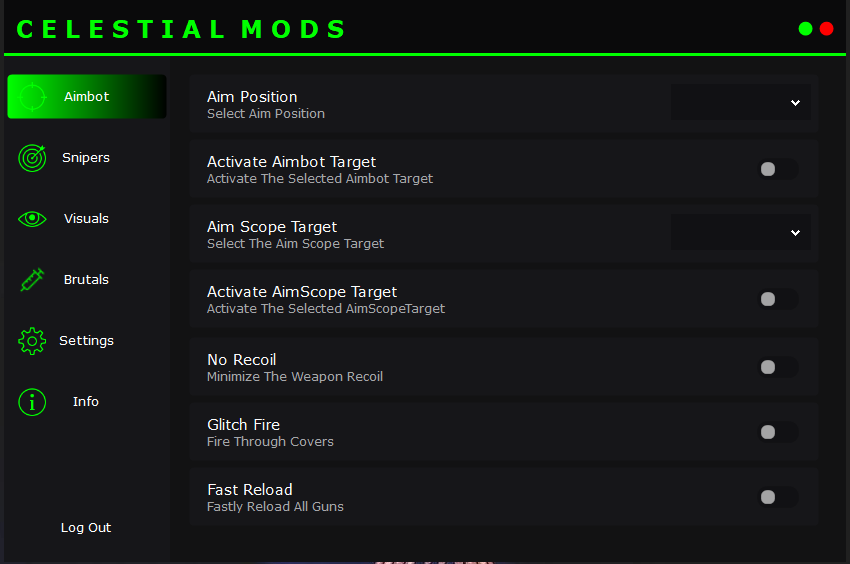 CELESTIAL MODS
Aimbot
Snipers
Visuals
Brutals
Settings
Info
Log Out
Aim Position
Select Aim Position
Activate Aimbot Target
Activate The Selected Aimbot Target
Aim Scope Target
Select The Aim Scope Target
Activate AimScope Target
Activate The Selected AimScopeTarget
No Recoil
Minimize The Weapon Recoil
Glitch Fire
Fire Through Covers
Fast Reload
Fastly Reload All Guns